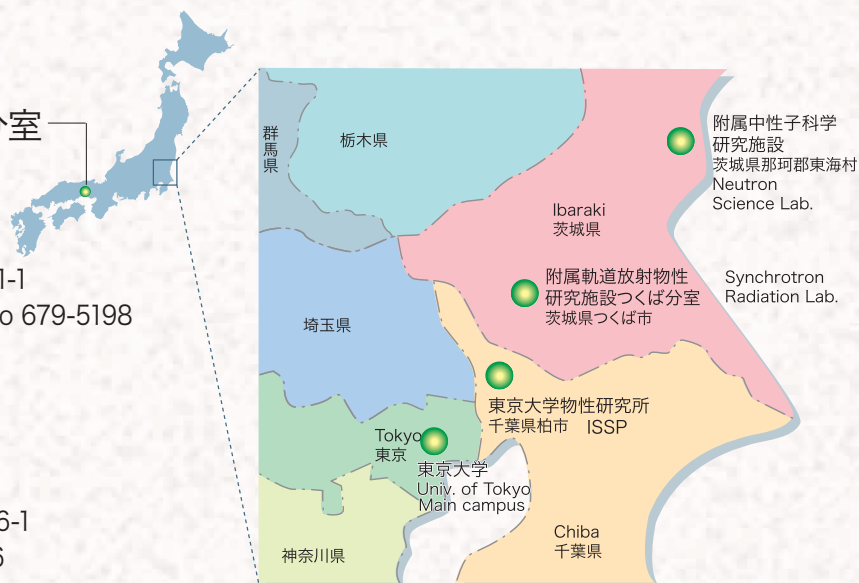 分室
1-1
o 679-5198
6-1
6
群馬県
栃木県
附属中性子科学
研究施設
茨城県那珂郡東海村
Neutron
Science Lab.
Ibaraki
茨城県
附属軌道放射物性
研究施設つくば分室
茨城県つくば市
Synchrotron
Radiation Lab.
埼玉県
東京大学物性研究所
千葉県柏市 ISSP
Tokyo
東京
東京大学
Univ. of Tokyo
Main campus
Chiba
千葉県
神奈川県